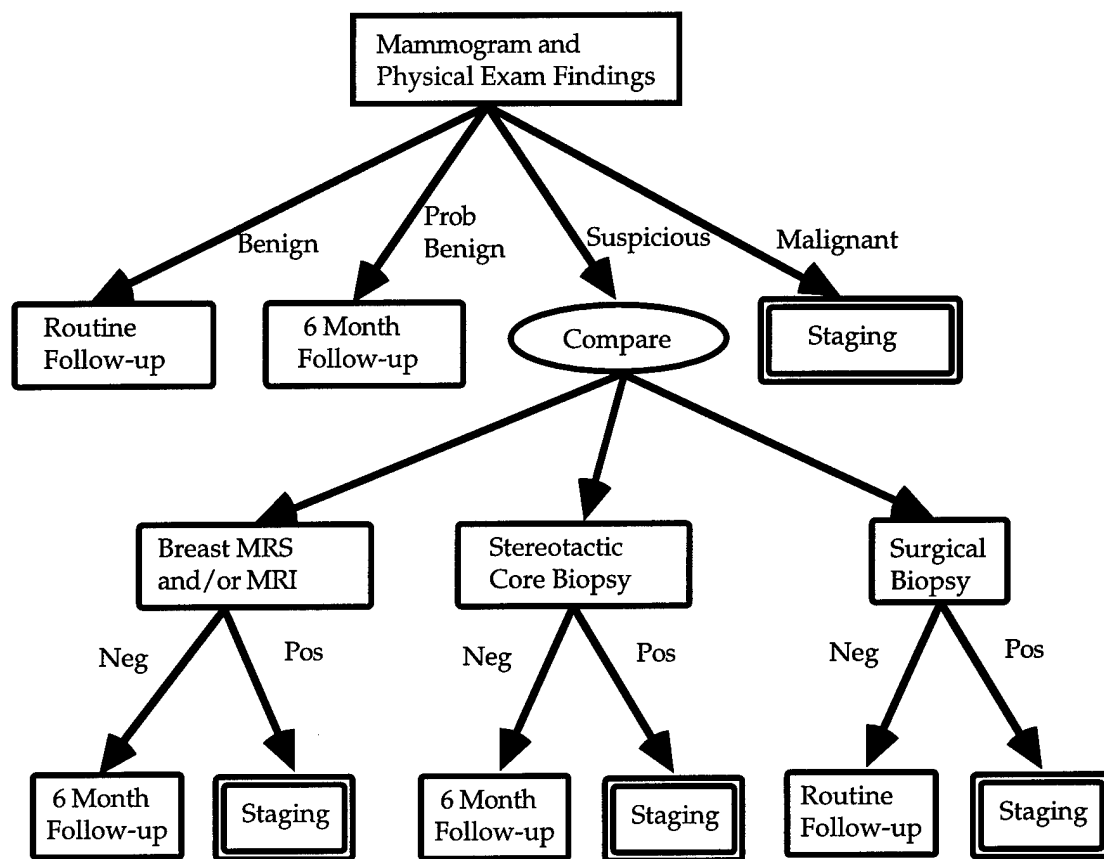 Mammogram and
Physical Exam Findings
Benign
Prob
Benign
Suspicious
Malignant
Routine
Follow-up
6 Month
Follow-up
Compare
Staging
Breast MRS
and/or MRI
Stereotactic
Core Biopsy
Surgical
Biopsy
Neg
Pos
Neg
Pos
Neg
Pos
6 Month
Follow-up
Staging
6 Month
Follow-up
Staging
Routine
Follow-up
Staging